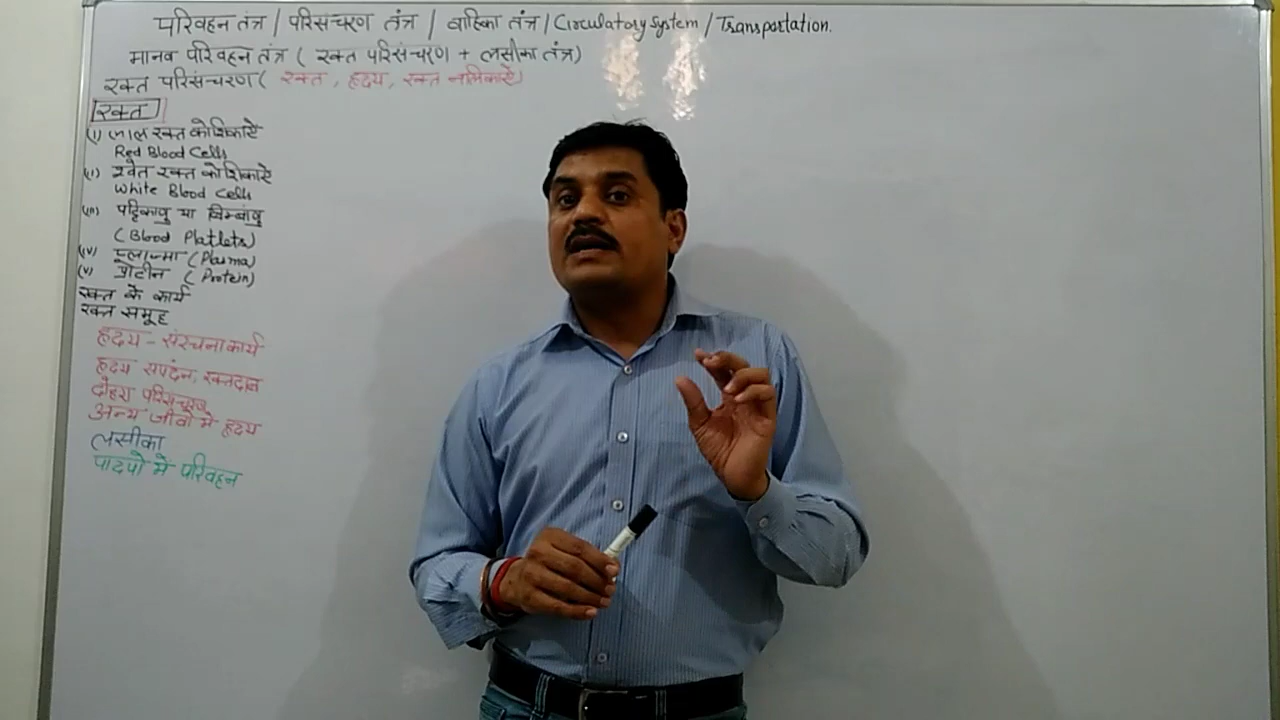 परिवहन तंत्र / परिसंचरण तंत्र / वाहिका तंत्र / Circulatory System / Transportation.
मानव परिवहन तंत्र ( रक्त परिसंचरण + लसीका तंत्र)
रक्त परिसंचरण ( रक्त , हृदय, रक्त नलिकाऐं)
रक्त
(i) लाल रक्त कोशिकाऐं
Red Blood Cells
(ii) श्वेत रक्त कोशिकाऐं
White Blood Cells
(iii) पट्टिकाणु या बिम्बाणु
(Blood Platlets)
(iv) प्लाज्मा (Plasma)
(v) प्रोटीन ( Protein)
रक्त के कार्य
रक्त समूह
हृदय - संरचना कार्य
हृदय स्पंदन, रक्तदाब
दोहरा परिसंचरण
अन्य जीवों में हृदय
लसीका
पादपों में परिवहन